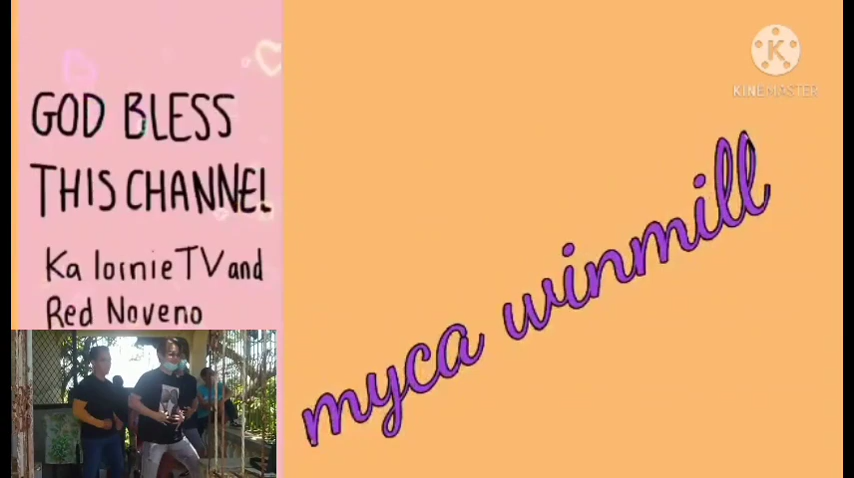 GOD BLESS
THIS CHANNEL
Ka loinie TV and
Red Noveno
K
KINEMASTER
myca winmill